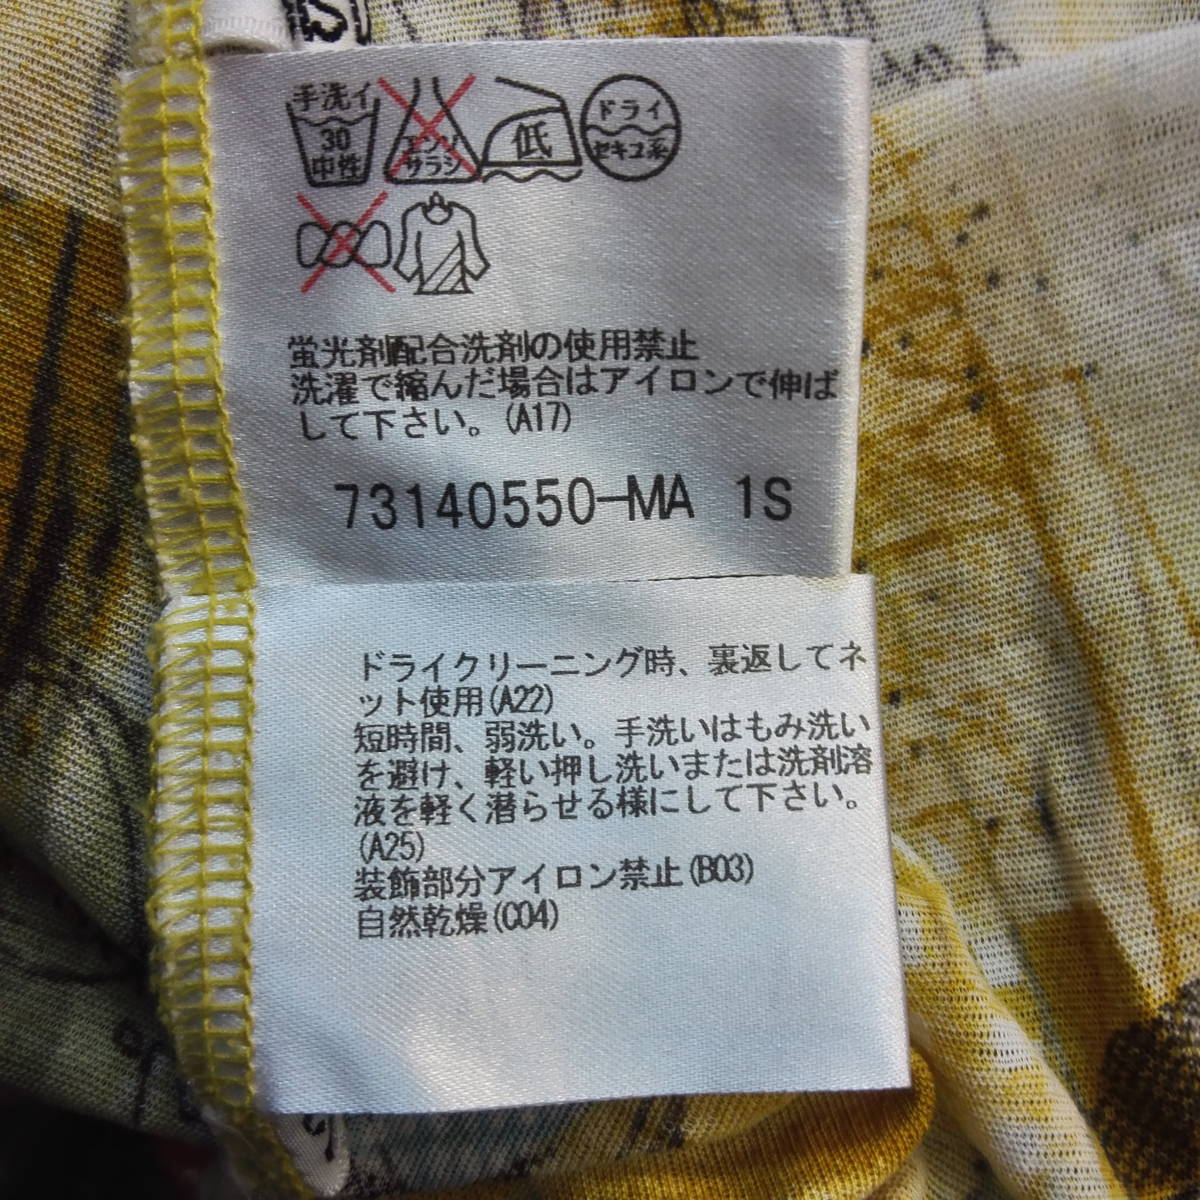 手洗イ
30
中性
エンソ
サラシ
低
ドライ
セキユ系
蛍光剤配合洗剤の使用禁止
洗濯で縮んだ場合はアイロンで伸ば
して下さい。(A17)
73140550-MA 1S
ドライクリーニング時、裏返してネ
ット使用(A22)
短時間、弱洗い。手洗いはもみ洗い
を避け、軽い押し洗いまたは洗剤溶
液を軽く潜らせる様にして下さい。
(A25)
装飾部分アイロン禁止(B03)
自然乾燥(C04)